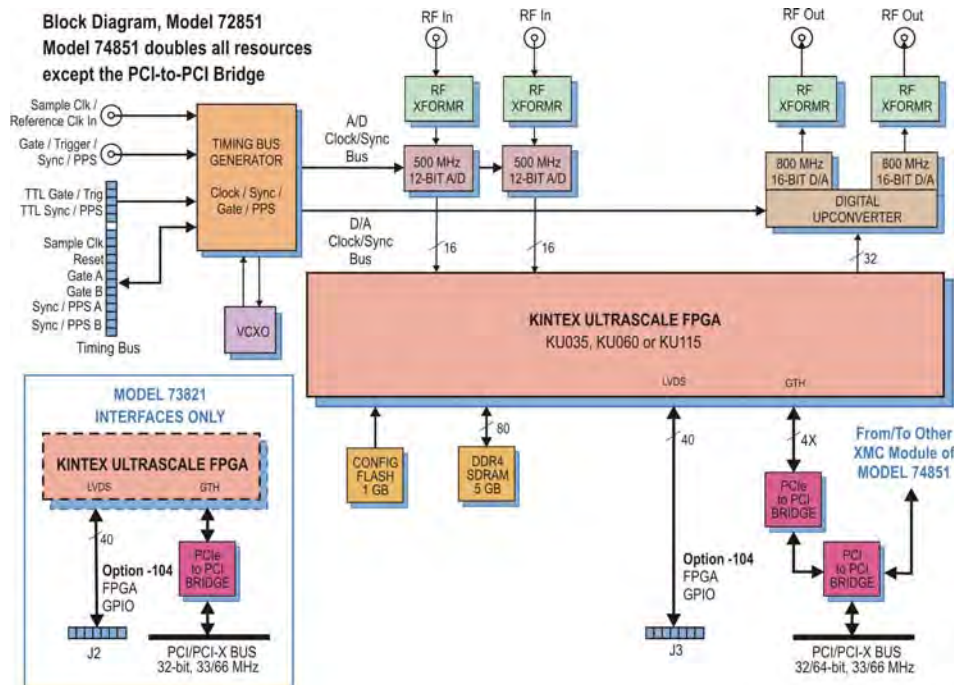 Block Diagram, Model 72851
Model 74851 doubles all resources
except the PCI-to-PCI Bridge
RF In
RF In
RF Out
RF Out
RF
XFORMR
RF
XFORMR
RF
XFORMR
RF
XFORMR
Sample Clk /
Reference Clk In
Gate / Trigger /
Sync / PPS
TTL Gate / Trig
TTL Sync / PPS
Sample Clk
Reset
Gate A
Gate B
Sync / PPS A
Sync / PPS B
Timing Bus
TIMING BUS
GENERATOR
Clock / Sync /
Gate / PPS
VCXO
A/D
Clock/Sync
Bus
D/A
Clock/Sync
Bus
500 MHz
12-BIT A/D
500 MHz
12-BIT A/D
16
16
800 MHz
16-BIT D/A
800 MHz
16-BIT D/A
DIGITAL
UPCONVERTER
32
KINTEX ULTRASCALE FPGA
KU035, KU060 or KU115
LVDS
GTH
MODEL 73821
INTERFACES ONLY
KINTEX ULTRASCALE FPGA
LVDS
GTH
40
Option -104
FPGA
GPIO
PCIe
to PCI
BRIDGE
J2
PCI/PCI-X BUS
32-bit, 33/66 MHz
CONFIG
FLASH
1 GB
80
DDR4
SDRAM
5 GB
40
Option -104
FPGA
GPIO
J3
4X
PCIe
to PCI
BRIDGE
From/To Other
XMC Module of
MODEL 74851
PCI
to PCI
BRIDGE
PCI/PCI-X BUS
32/64-bit, 33/66 MHz